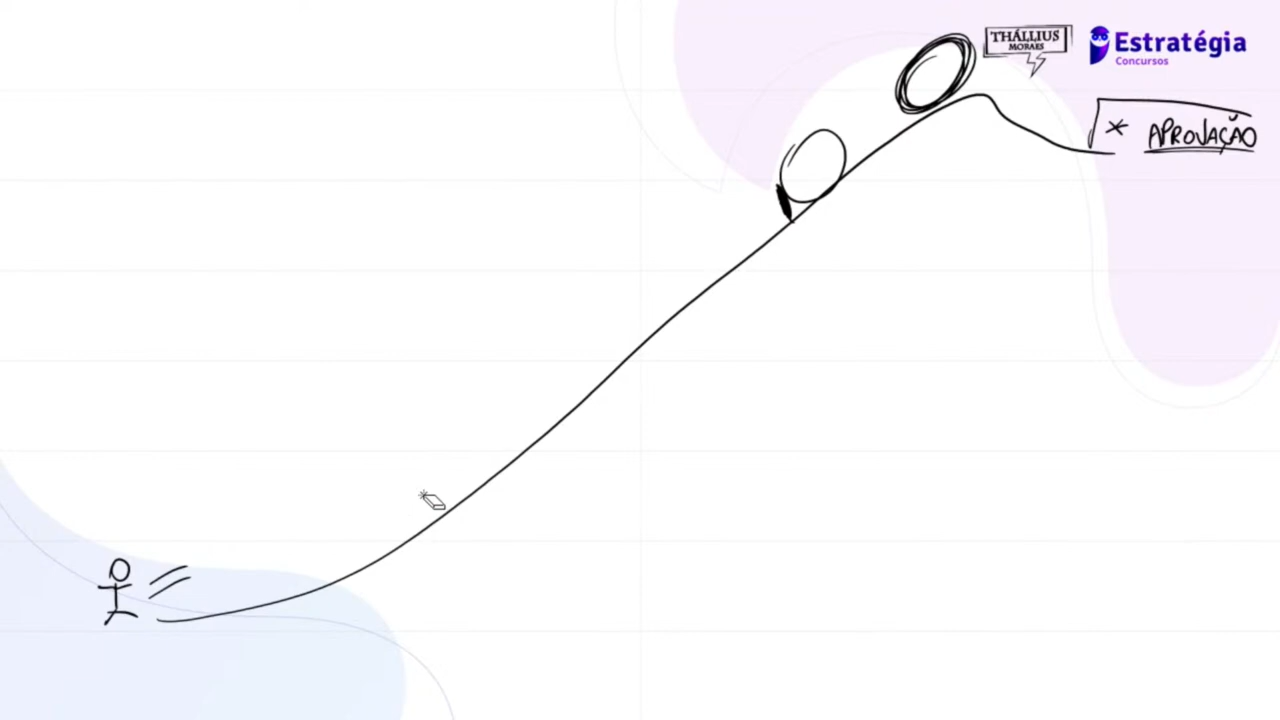 THÁLLIUS
MORAES
Estratégia
Concursos
* APROVAÇÃO